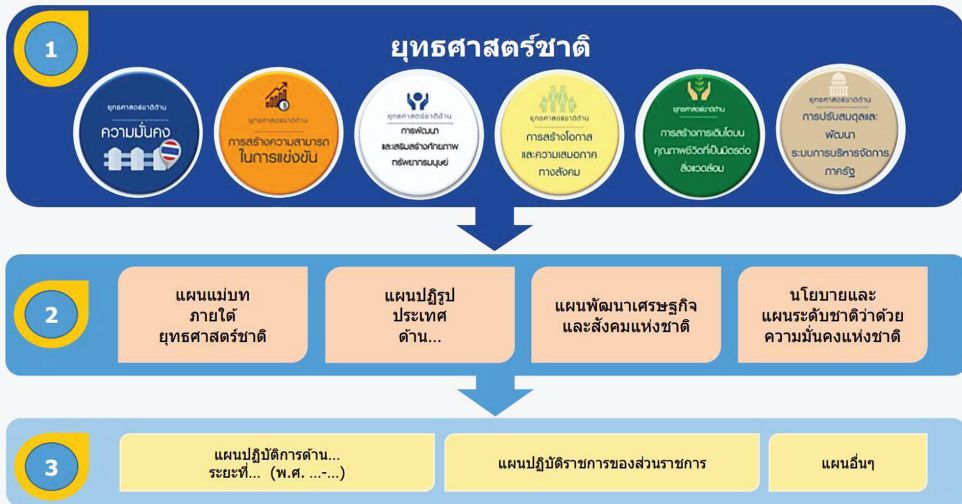 1
ยุทธศาสตร์ชาติ
ยุทธศาสตร์ชาติด้าน
ความมั่นคง
ยุทธศาสตร์ชาติด้าน
การสร้างความสามารถ
ในการแข่งขัน
ยุทธศาสตร์ชาติด้าน
การพัฒนา
และเสริมสร้างศักยภาพ
ทรัพยากรมนุษย์
ยุทธศาสตร์ชาติด้าน
การสร้างโอกาส
และความเสมอภาค
ทางสังคม
ยุทธศาสตร์ชาติด้าน
การสร้างการเติบโตบน
คุณภาพชีวิตที่เป็นมิตรต่อ
สิ่งแวดล้อม
ยุทธศาสตร์ชาติด้าน
การปรับสมดุลและ
พัฒนา
ระบบการบริหารจัดการ
ภาครัฐ
2
แผนแม่บท
ภายใต้
ยุทธศาสตร์ชาติ
แผนปฏิรูป
ประเทศ
ด้าน...
แผนพัฒนาเศรษฐกิจ
และสังคมแห่งชาติ
นโยบายและ
แผนระดับชาติว่าด้วย
ความมั่นคงแห่งชาติ
3
แผนปฏิบัติการด้าน...
ระยะที่... (พ.ศ. ...-...)
แผนปฏิบัติราชการของส่วนราชการ
แผนอื่นๆ